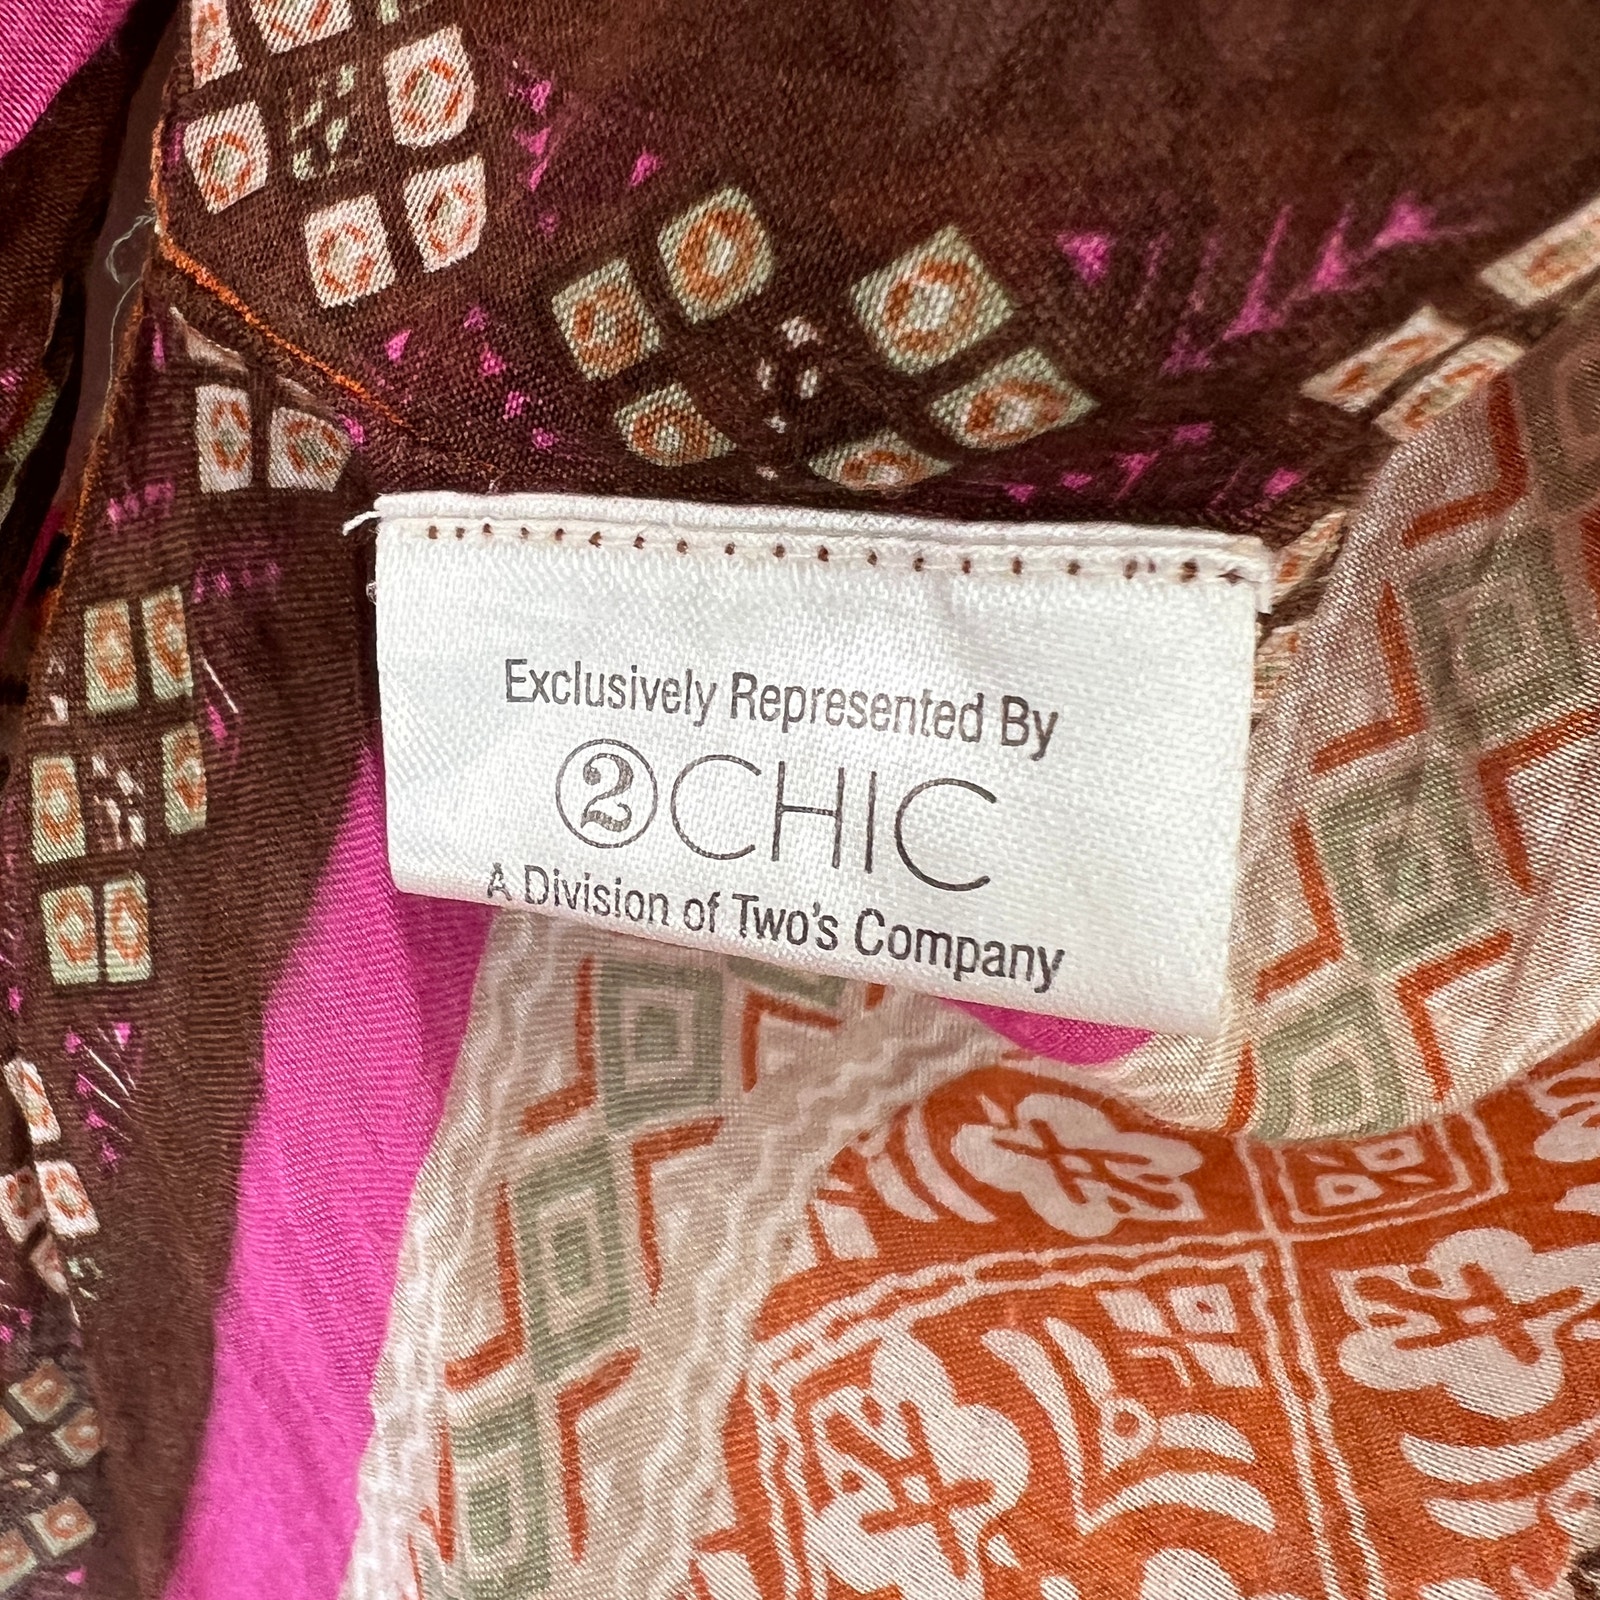 Exclusively Represented By
②CHIC
A Division of Two's Company